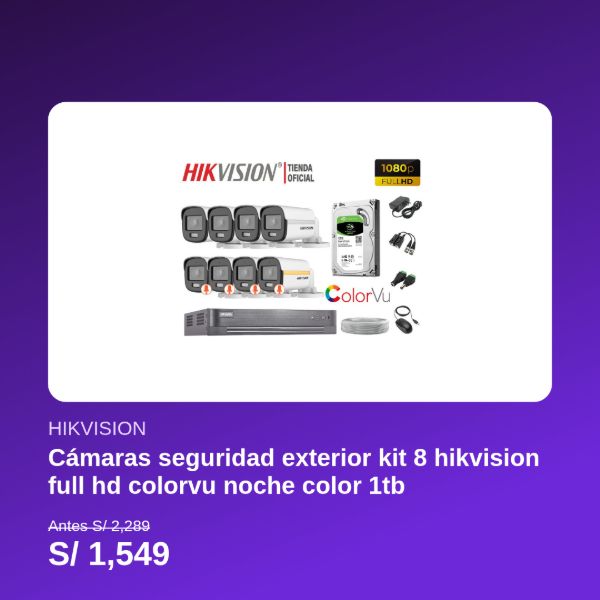 HIKVISION® TIENDA
OFICIAL
1080p
FULL HD
ColorVu
HIKVISION
Cámaras seguridad exterior kit 8 hikvision
full hd colorvu noche color 1tb
Antes S/ 2,289
S/ 1,549